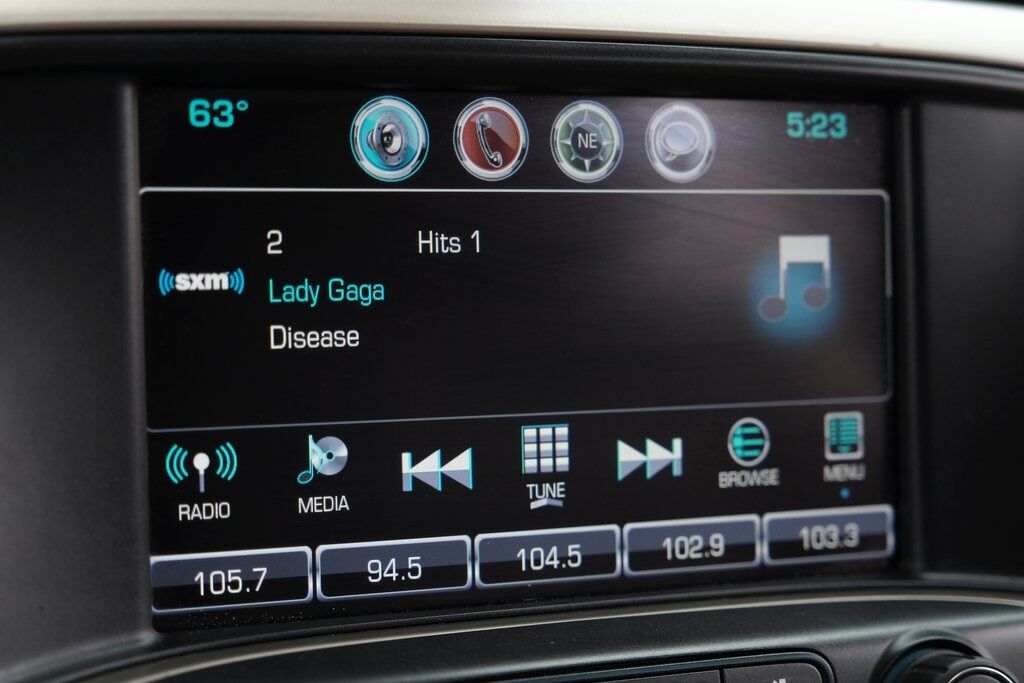 63°
NE
5:23
2 Hits 1
sxm
Lady Gaga
Disease
RADIO
MEDIA
TUNE
BROWSE
MENU
105.7
94.5
104.5
102.9
103.3